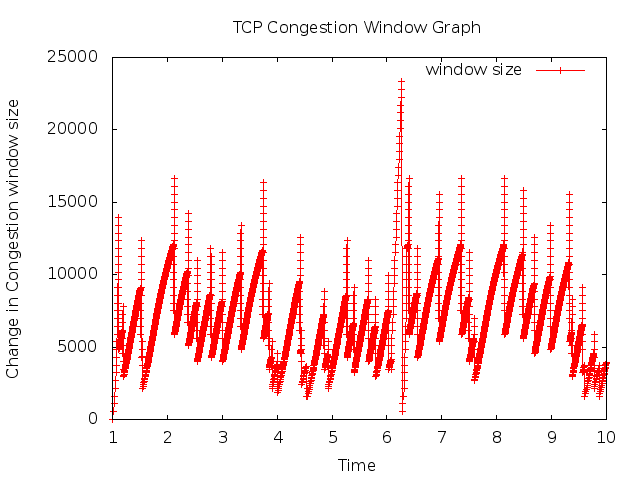 TCP Congestion Window Graph
25000
window size
20000
15000
10000
5000
0
Change in Congestion window size
1 2 3 4 5 6 7 8 9 10
Time